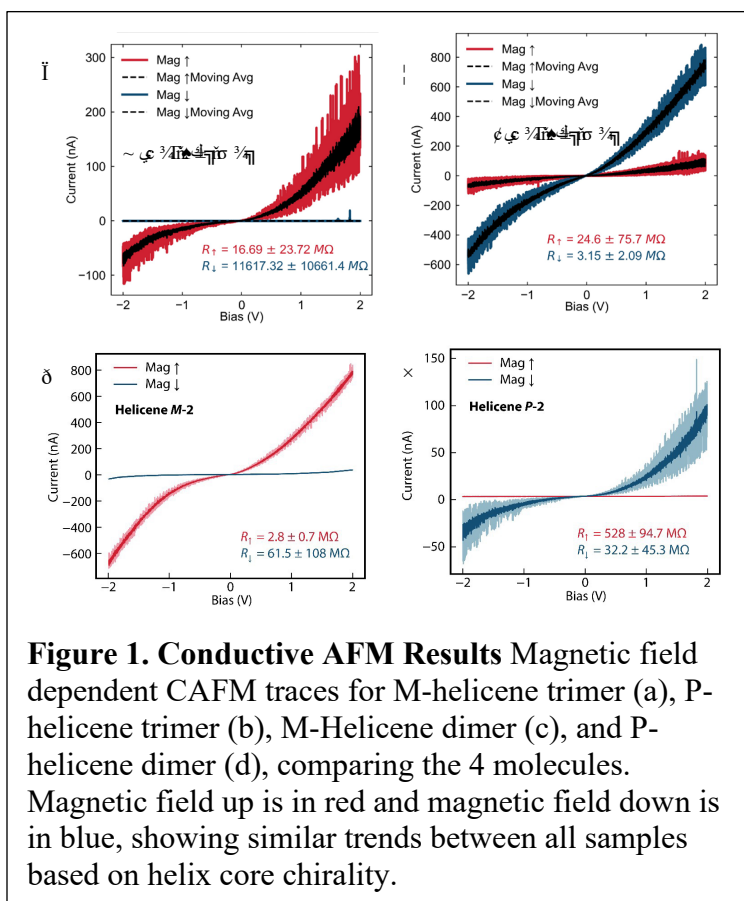 300
200
100
0
−100
Current (nA)
Mag ↑
Mag ↑Moving Avg
Mag ↓
Mag ↓Moving Avg
R↑ = 16.69 ± 23.72 MΩ
R↓ = 11617.32 ± 10661.4 MΩ
−2 −1 0 1 2
Bias (V)
800
600
400
200
0
−200
−400
−600
Current (nA)
Mag ↑
Mag ↑Moving Avg
Mag ↓
Mag ↓Moving Avg
R↑ = 24.6 ± 75.7 MΩ
R↓ = 3.15 ± 2.09 MΩ
−2 −1 0 1 2
Bias (V)
ð
800
600
400
200
0
−200
−400
−600
Current (nA)
Mag ↑
Mag ↓
Helicene M-2
R↑ = 2.8 ± 0.7 MΩ
R↓ = 61.5 ± 108 MΩ
−2 −1 0 1 2
Bias (V)
×
150
100
50
0
−50
Current (nA)
Mag ↑
Mag ↓
Helicene P-2
R↑ = 528 ± 94.7 MΩ
R↓ = 32.2 ± 45.3 MΩ
−2 −1 0 1 2
Bias (V)
Figure 1. Conductive AFM Results Magnetic field
dependent CAFM traces for M-helicene trimer (a), P-
helicene trimer (b), M-Helicene dimer (c), and P-
helicene dimer (d), comparing the 4 molecules.
Magnetic field up is in red and magnetic field down is
in blue, showing similar trends between all samples
based on helix core chirality.